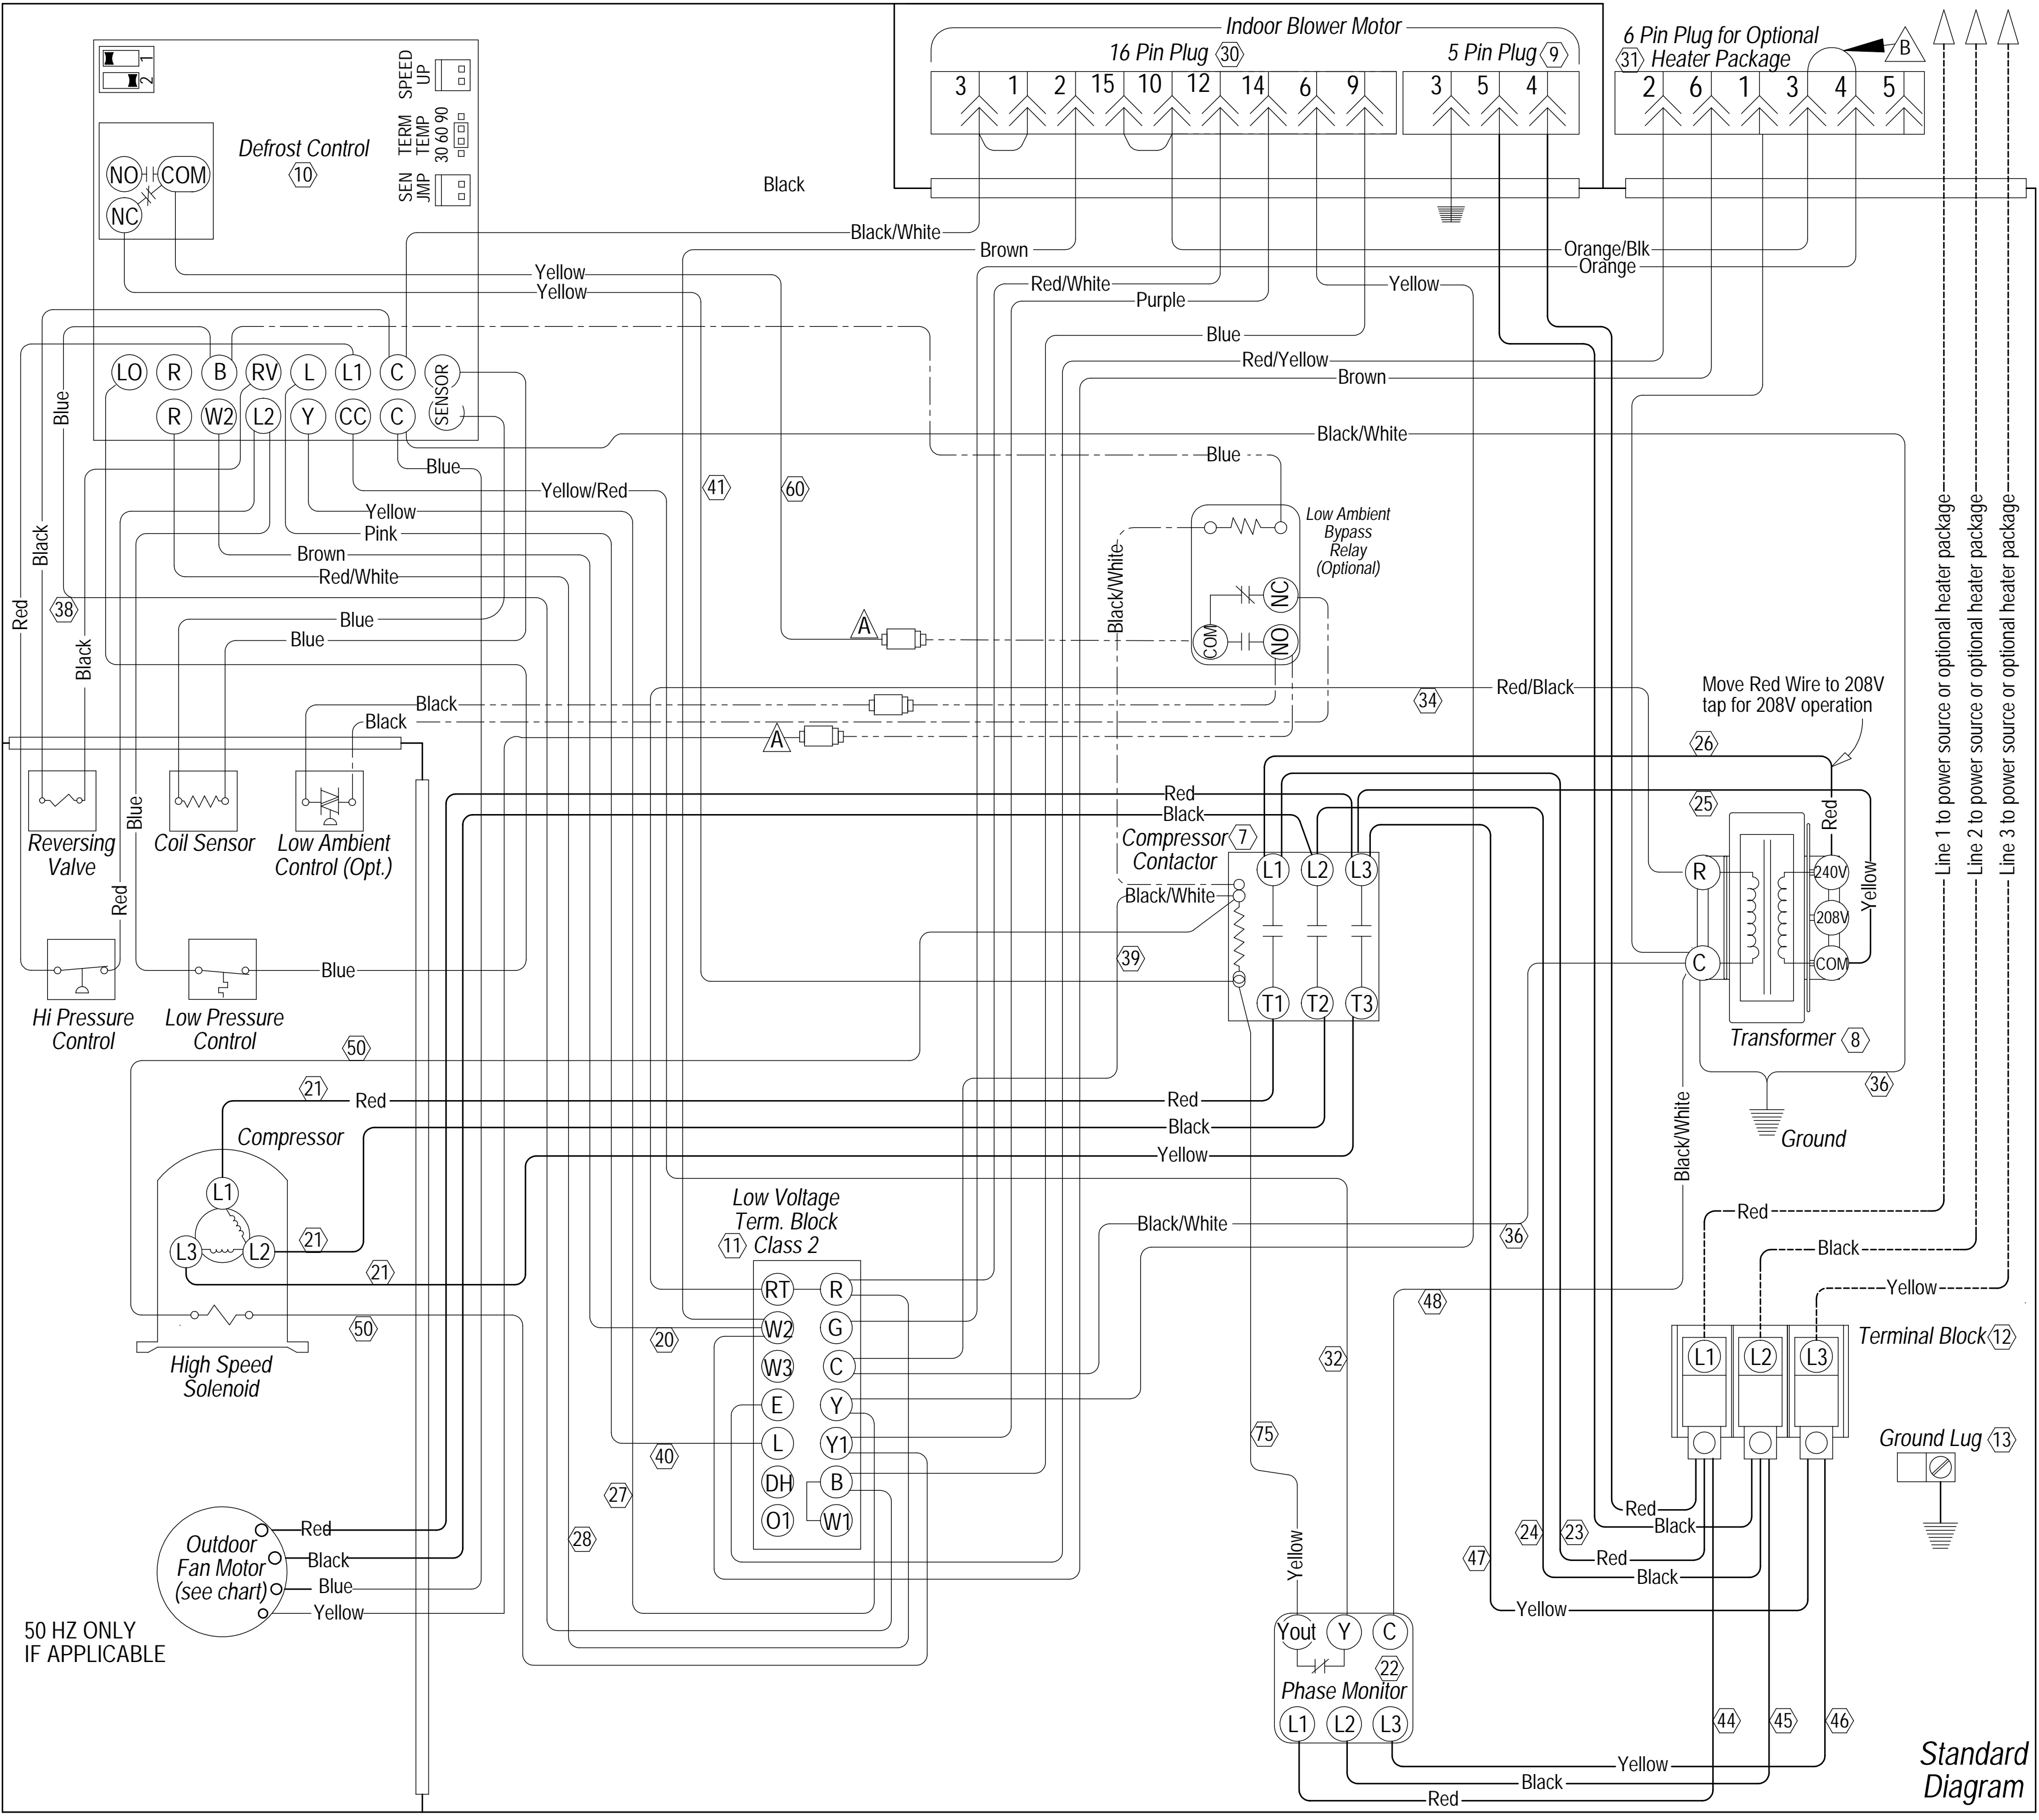 Indoor Blower Motor
16 Pin Plug 30
5 Pin Plug 9
6 Pin Plug for Optional
31 Heater Package
B
3 1 2 15 10 12 14 6 9
3 5 4
2 6 1 3 4 5
1
2
SPEED
UP
TERM
TEMP
30 60 90
SEN
JMP
Defrost Control
10
NO
COM
NC
Black
Black/White
Brown
Orange/Blk
Orange
Yellow
Yellow
Red/White
Purple
Yellow
Blue
Red/Yellow
Brown
LO R B RV L L1 C
SENSOR
R W2 L2 Y CC C
Blue
Black/White
Blue
Blue
Yellow/Red
41
60
Yellow
Pink
Brown
Red/White
Low Ambient
Bypass
Relay
(Optional)
NC
COM
NO
Black/White
Black
Red
38
Black
Blue
Blue
A
Black
Black
A
34
Red/Black
Move Red Wire to 208V
tap for 208V operation
Line 1 to power source or optional heater package
Line 2 to power source or optional heater package
Line 3 to power source or optional heater package
26
25
Red
Yellow
Reversing
Valve
Coil Sensor
Low Ambient
Control (Opt.)
Blue
Red
Red
Black
Compressor
Contactor
7
L1 L2 L3
Black/White
T1 T2 T3
39
R
C
240V
208V
COM
Transformer 8
36
Ground
Black/White
Blue
Hi Pressure
Control
Low Pressure
Control
50
21
Red
Red
Black
Yellow
Compressor
L1
L3 L2
21
21
50
High Speed
Solenoid
Low Voltage
Term. Block
Class 2
11
RT R
W2 G
W3 C
E Y
L Y1
DH B
O1 W1
20
40
27
28
Black/White
36
48
32
75
Red
Black
Yellow
Terminal Block 12
L1 L2 L3
Ground Lug 13
Red
Black
24
23
47
Red
Black
Yellow
Yellow
Outdoor
Fan Motor
(see chart)
Red
Black
Blue
Yellow
50 HZ ONLY
IF APPLICABLE
Yout Y C
22
Phase Monitor
L1 L2 L3
44
45
46
Yellow
Black
Red
Standard
Diagram